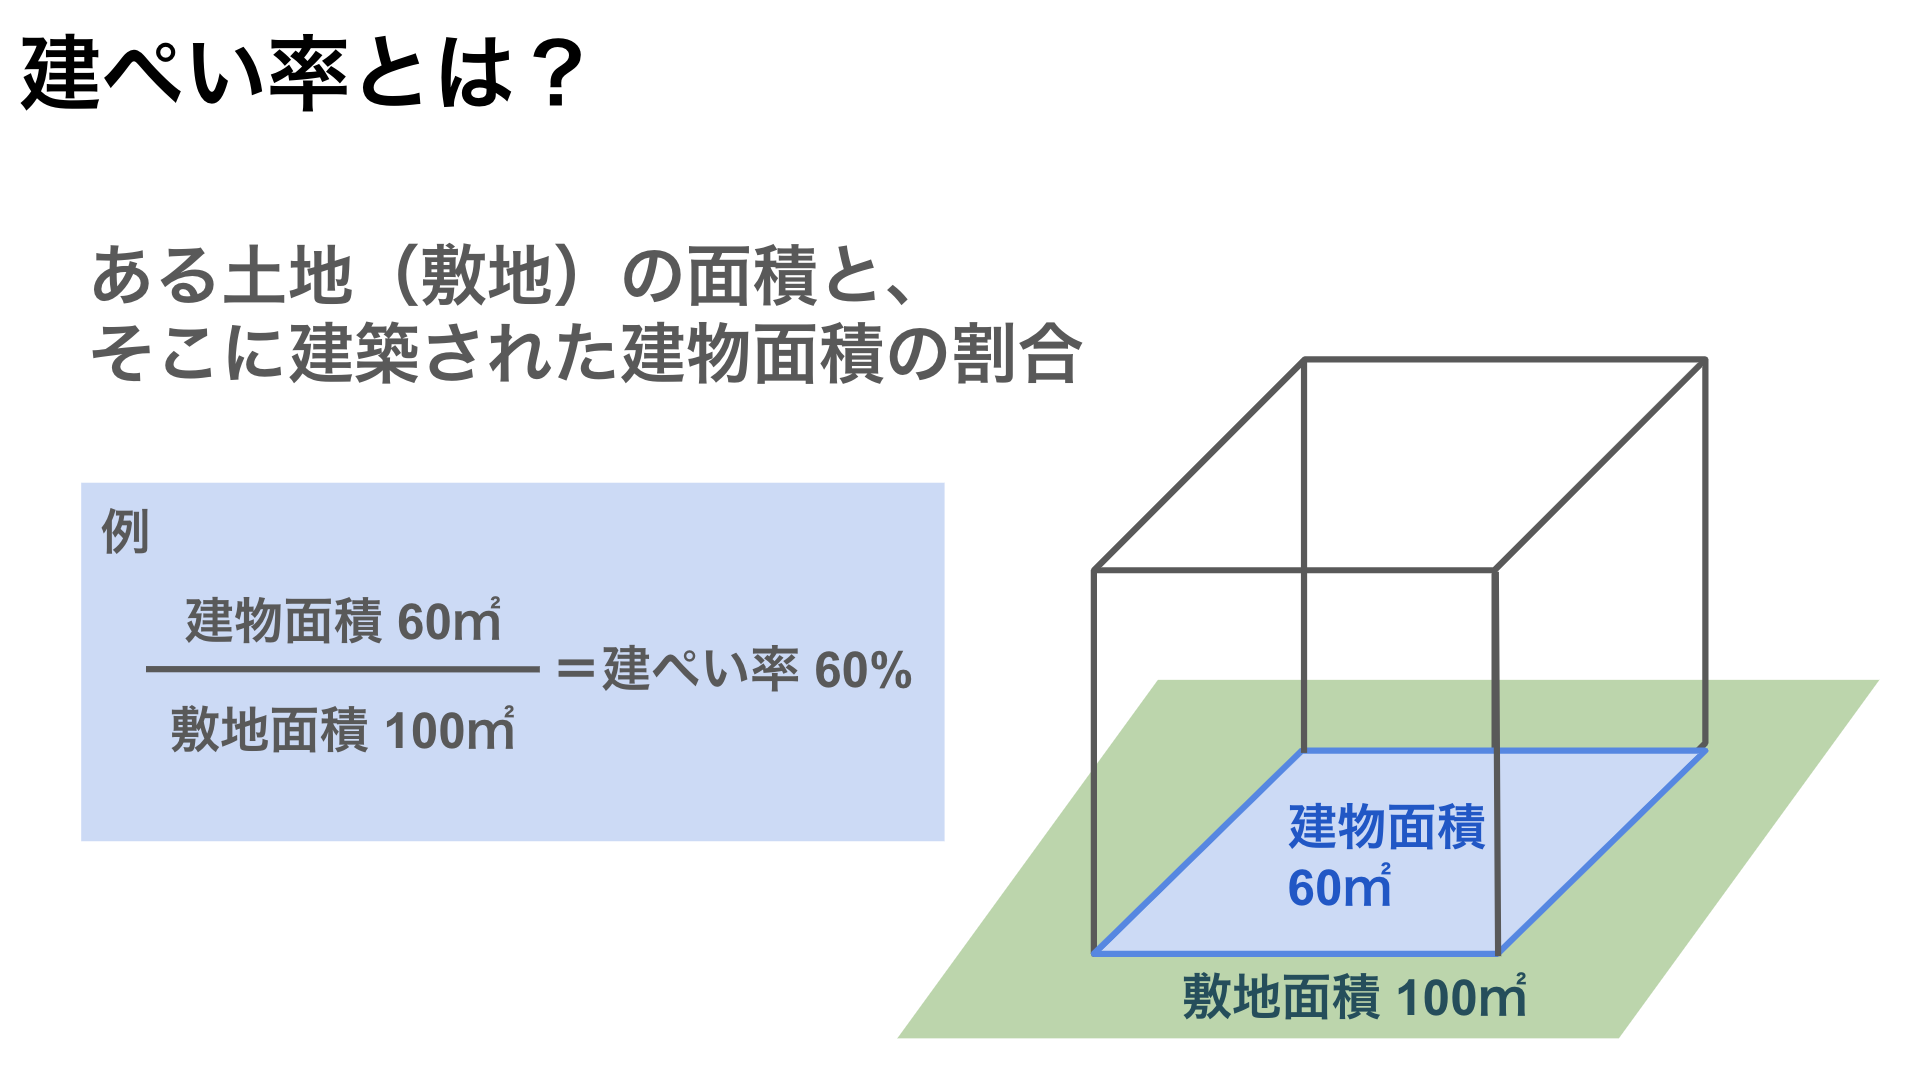 建ぺい率とは？
ある土地（敷地）の面積と、
そこに建築された建物面積の割合
例
建物面積 60㎡
敷地面積 100㎡
＝建ぺい率 60%
建物面積
60㎡
敷地面積 100㎡